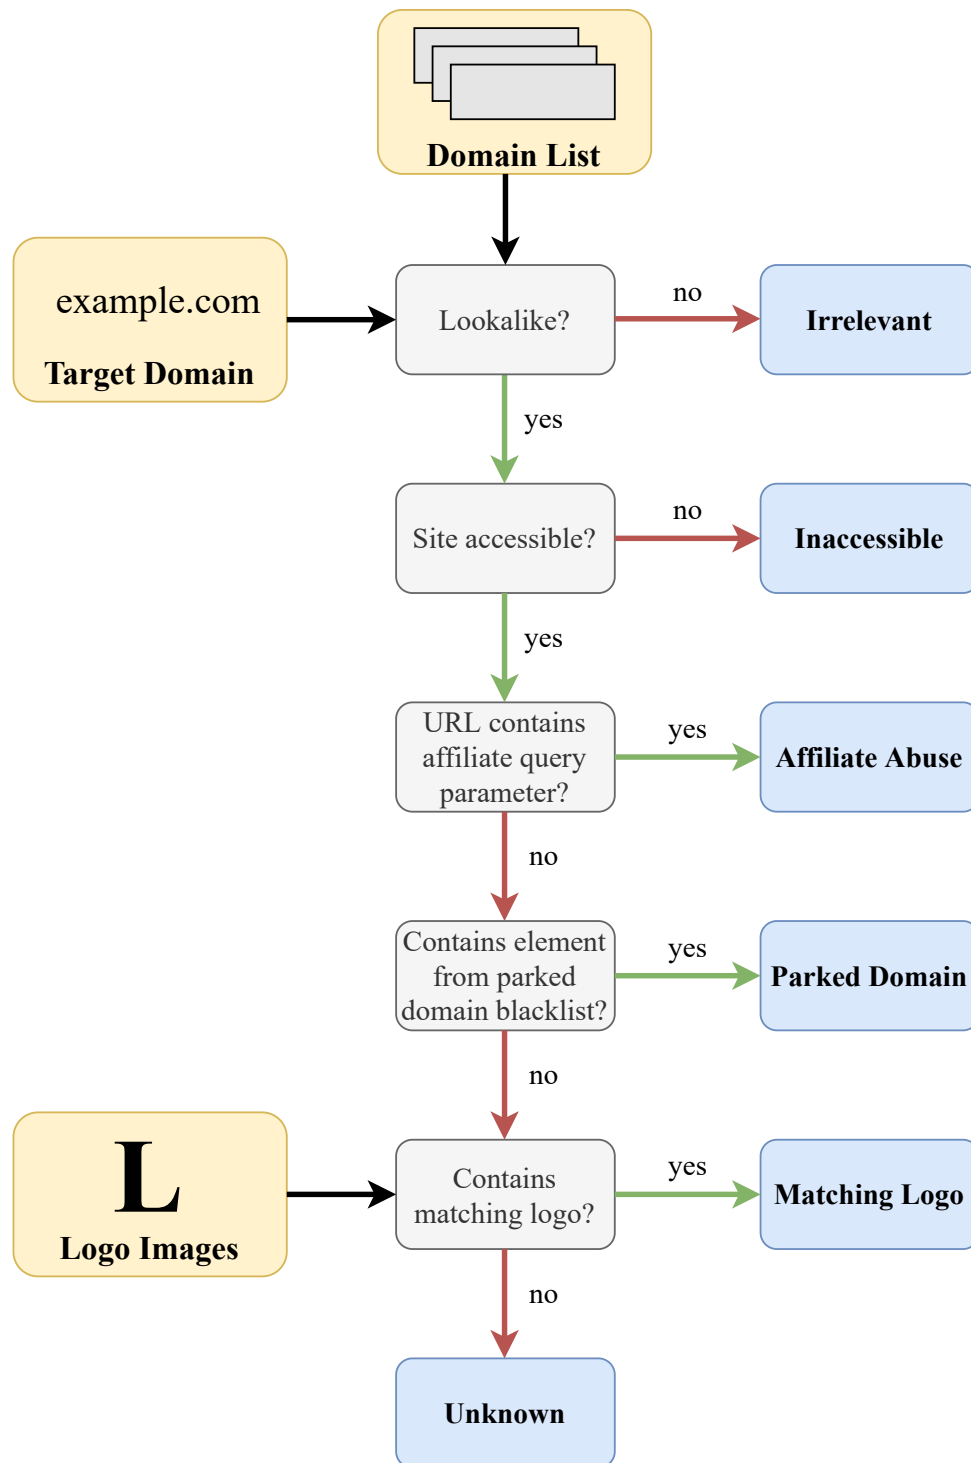 Domain List
example.com
Target Domain
Lookalike?
no
Irrelevant
yes
Site accessible?
no
Inaccessible
yes
URL contains
affiliate query
parameter?
yes
Affiliate Abuse
no
Contains element
from parked
domain blacklist?
yes
Parked Domain
no
L
Logo Images
Contains
matching logo?
yes
Matching Logo
no
Unknown